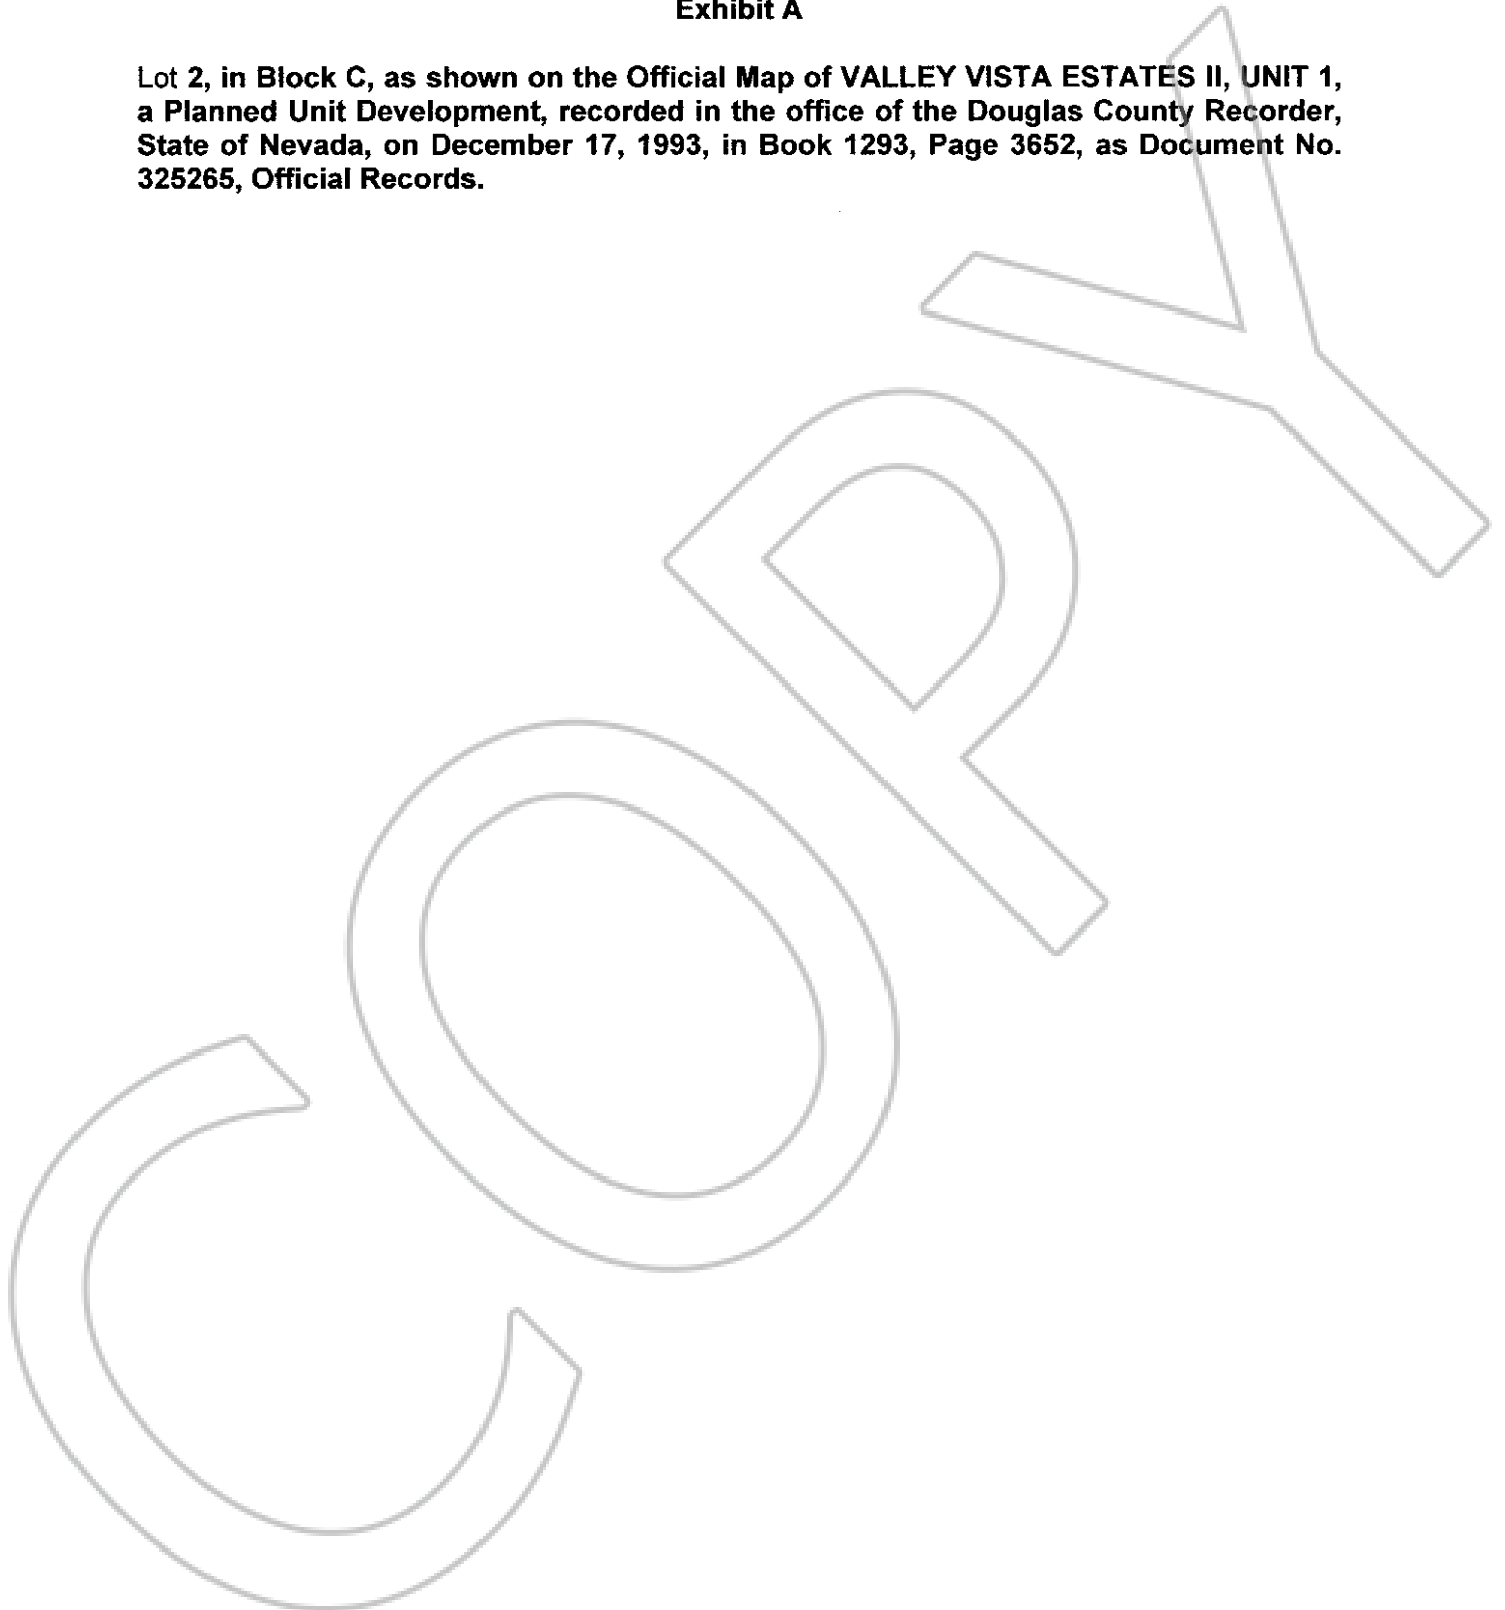 Exhibit A
Lot 2, in Block C, as shown on the Official Map of VALLEY VISTA ESTATES II, UNIT 1,
a Planned Unit Development, recorded in the office of the Douglas County Recorder,
State of Nevada, on December 17, 1993, in Book 1293, Page 3652, as Document No.
325265, Official Records.
COPY